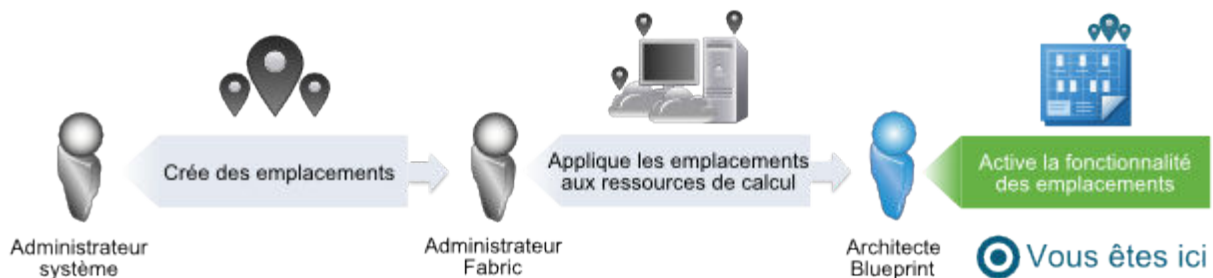 Crée des emplacements
Applique les emplacements
aux ressources de calcul
Active la fonctionnalité
des emplacements
Administrateur
système
Administrateur
Fabric
Architecte
Blueprint
Vous êtes ici